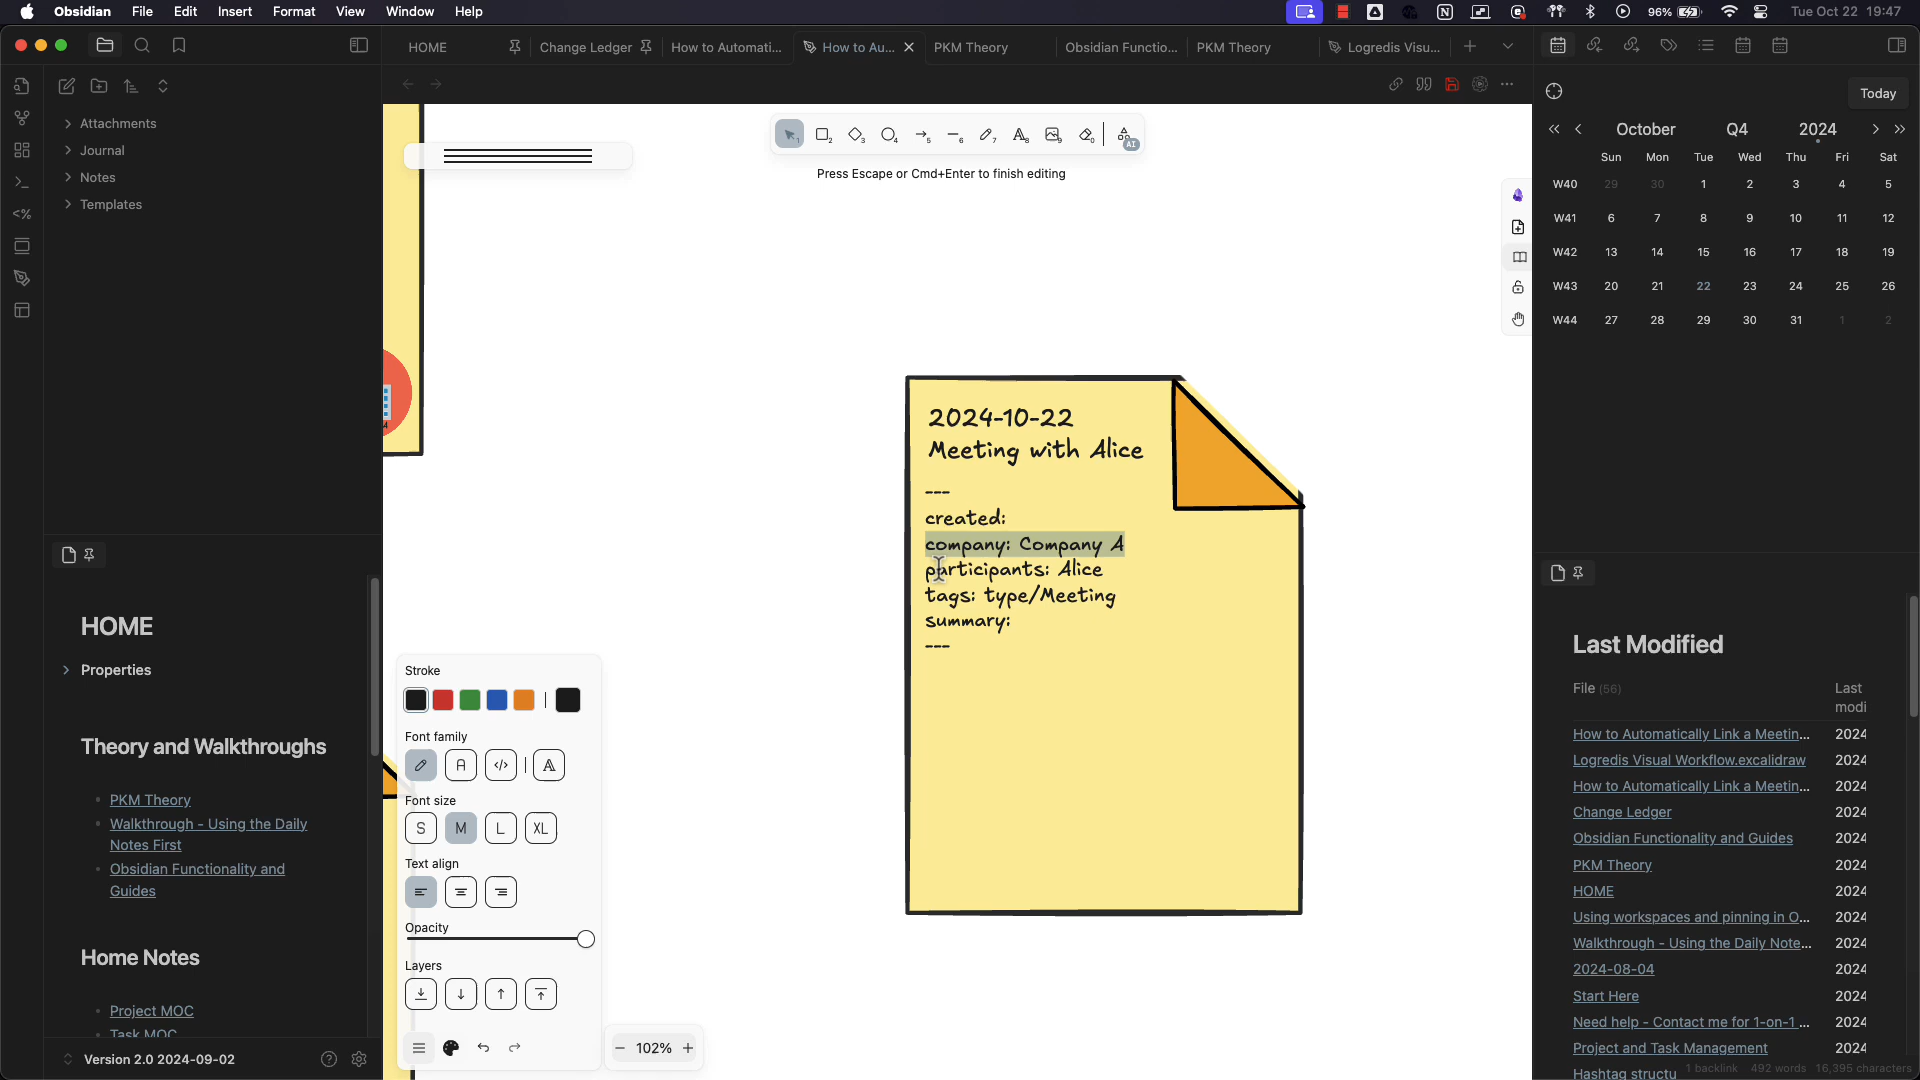 Obsidian File Edit Insert Format View Window Help 96% Tue Oct 22 19:47
HOME Change Ledger How to Automati... How to Au... PKM Theory Obsidian Functio... PKM Theory Logredis Visu...
Attachments
Journal
Notes
Templates
HOME
Properties
Theory and Walkthroughs
PKM Theory
Walkthrough - Using the Daily
Notes First
Obsidian Functionality and
Guides
Home Notes
Project MOC
Task MOC
Version 2.0 2024-09-02
1 2 3 4 5 6 7 8 9 0 AI
Press Escape or Cmd+Enter to finish editing
2024-10-22
Meeting with Alice
---
created:
company: Company A
participants: Alice
tags: type/Meeting
summary:
---
Stroke
Font family
A </> A
Font size
S M L XL
Text align
Opacity
Layers
102%
Today
October Q4 2024
Sun Mon Tue Wed Thu Fri Sat
W40 29 30 1 2 3 4 5
W41 6 7 8 9 10 11 12
W42 13 14 15 16 17 18 19
W43 20 21 22 23 24 25 26
W44 27 28 29 30 31 1 2
Last Modified
File (56) Last
modi
How to Automatically Link a Meetin... 2024
Logredis Visual Workflow.excalidraw 2024
How to Automatically Link a Meetin... 2024
Change Ledger 2024
Obsidian Functionality and Guides 2024
PKM Theory 2024
HOME 2024
Using workspaces and pinning in O... 2024
Walkthrough - Using the Daily Note... 2024
2024-08-04 2024
Start Here 2024
Need help - Contact me for 1-on-1 ... 2024
Project and Task Management 2024
Hashtag structu 1 backlink 492 words 16,395 characters